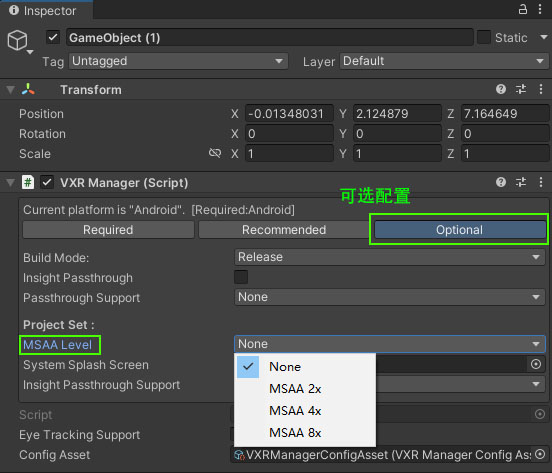 Inspector
GameObject (1)
Static
Tag Untagged Layer Default
Transform
Position X -0.01348031 Y 2.124879 Z 7.164649
Rotation X 0 Y 0 Z 0
Scale X 1 Y 1 Z 1
VXR Manager (Script)
可选配置
Current platform is "Android". [Required:Android]
Required Recommended Optional
Build Mode: Release
Insight Passthrough
Passthrough Support None
Project Set :
MSAA Level None
None
System Splash Screen
MSAA 2x
Insight Passthrough Support
MSAA 4x
Script
MSAA 8x
Eye Tracking Support
Config Asset VXRManagerConfigAsset (VXR Manager Config Ass